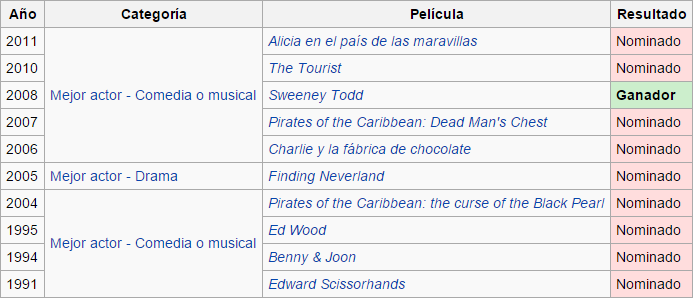 Año Categoría Película Resultado
2011 Alicia en el país de las maravillas Nominado
2010 The Tourist Nominado
2008 Mejor actor - Comedia o musical Sweeney Todd Ganador
2007 Pirates of the Caribbean: Dead Man's Chest Nominado
2006 Charlie y la fábrica de chocolate Nominado
2005 Mejor actor - Drama Finding Neverland Nominado
2004 Pirates of the Caribbean: the curse of the Black Pearl Nominado
1995 Ed Wood Nominado
Mejor actor - Comedia o musical
1994 Benny & Joon Nominado
1991 Edward Scissorhands Nominado